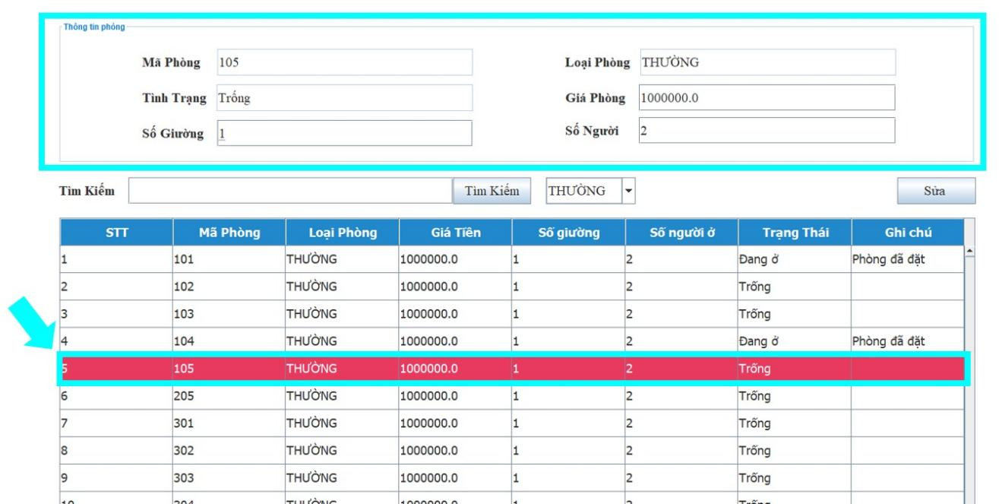 Thông tin phòng
Mã Phòng 105 Loại Phòng THƯỜNG
Tình Trạng Trống Giá Phòng 1000000.0
Số Giường 1 Số Người 2
Tìm Kiếm Tìm Kiếm THƯỜNG Sửa
STT Mã Phòng Loại Phòng Giá Tiền Số giường Số người ở Trạng Thái Ghi chú
1 101 THƯỜNG 1000000.0 1 2 Đang ở Phòng đã đặt
2 102 THƯỜNG 1000000.0 1 2 Trống
3 103 THƯỜNG 1000000.0 1 2 Trống
4 104 THƯỜNG 1000000.0 1 2 Đang ở Phòng đã đặt
5 105 THƯỜNG 1000000.0 1 2 Trống
6 205 THƯỜNG 1000000.0 1 2 Trống
7 301 THƯỜNG 1000000.0 1 2 Trống
8 302 THƯỜNG 1000000.0 1 2 Trống
9 303 THƯỜNG 1000000.0 1 2 Trống
10 304 THƯỜNG 1000000.0 1 2 Trống